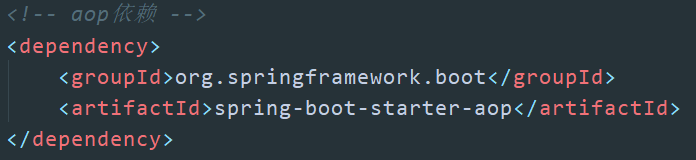 <!-- aop依赖 -->
<dependency>
    <groupId>org.springframework.boot</groupId>
    <artifactId>spring-boot-starter-aop</artifactId>
</dependency>